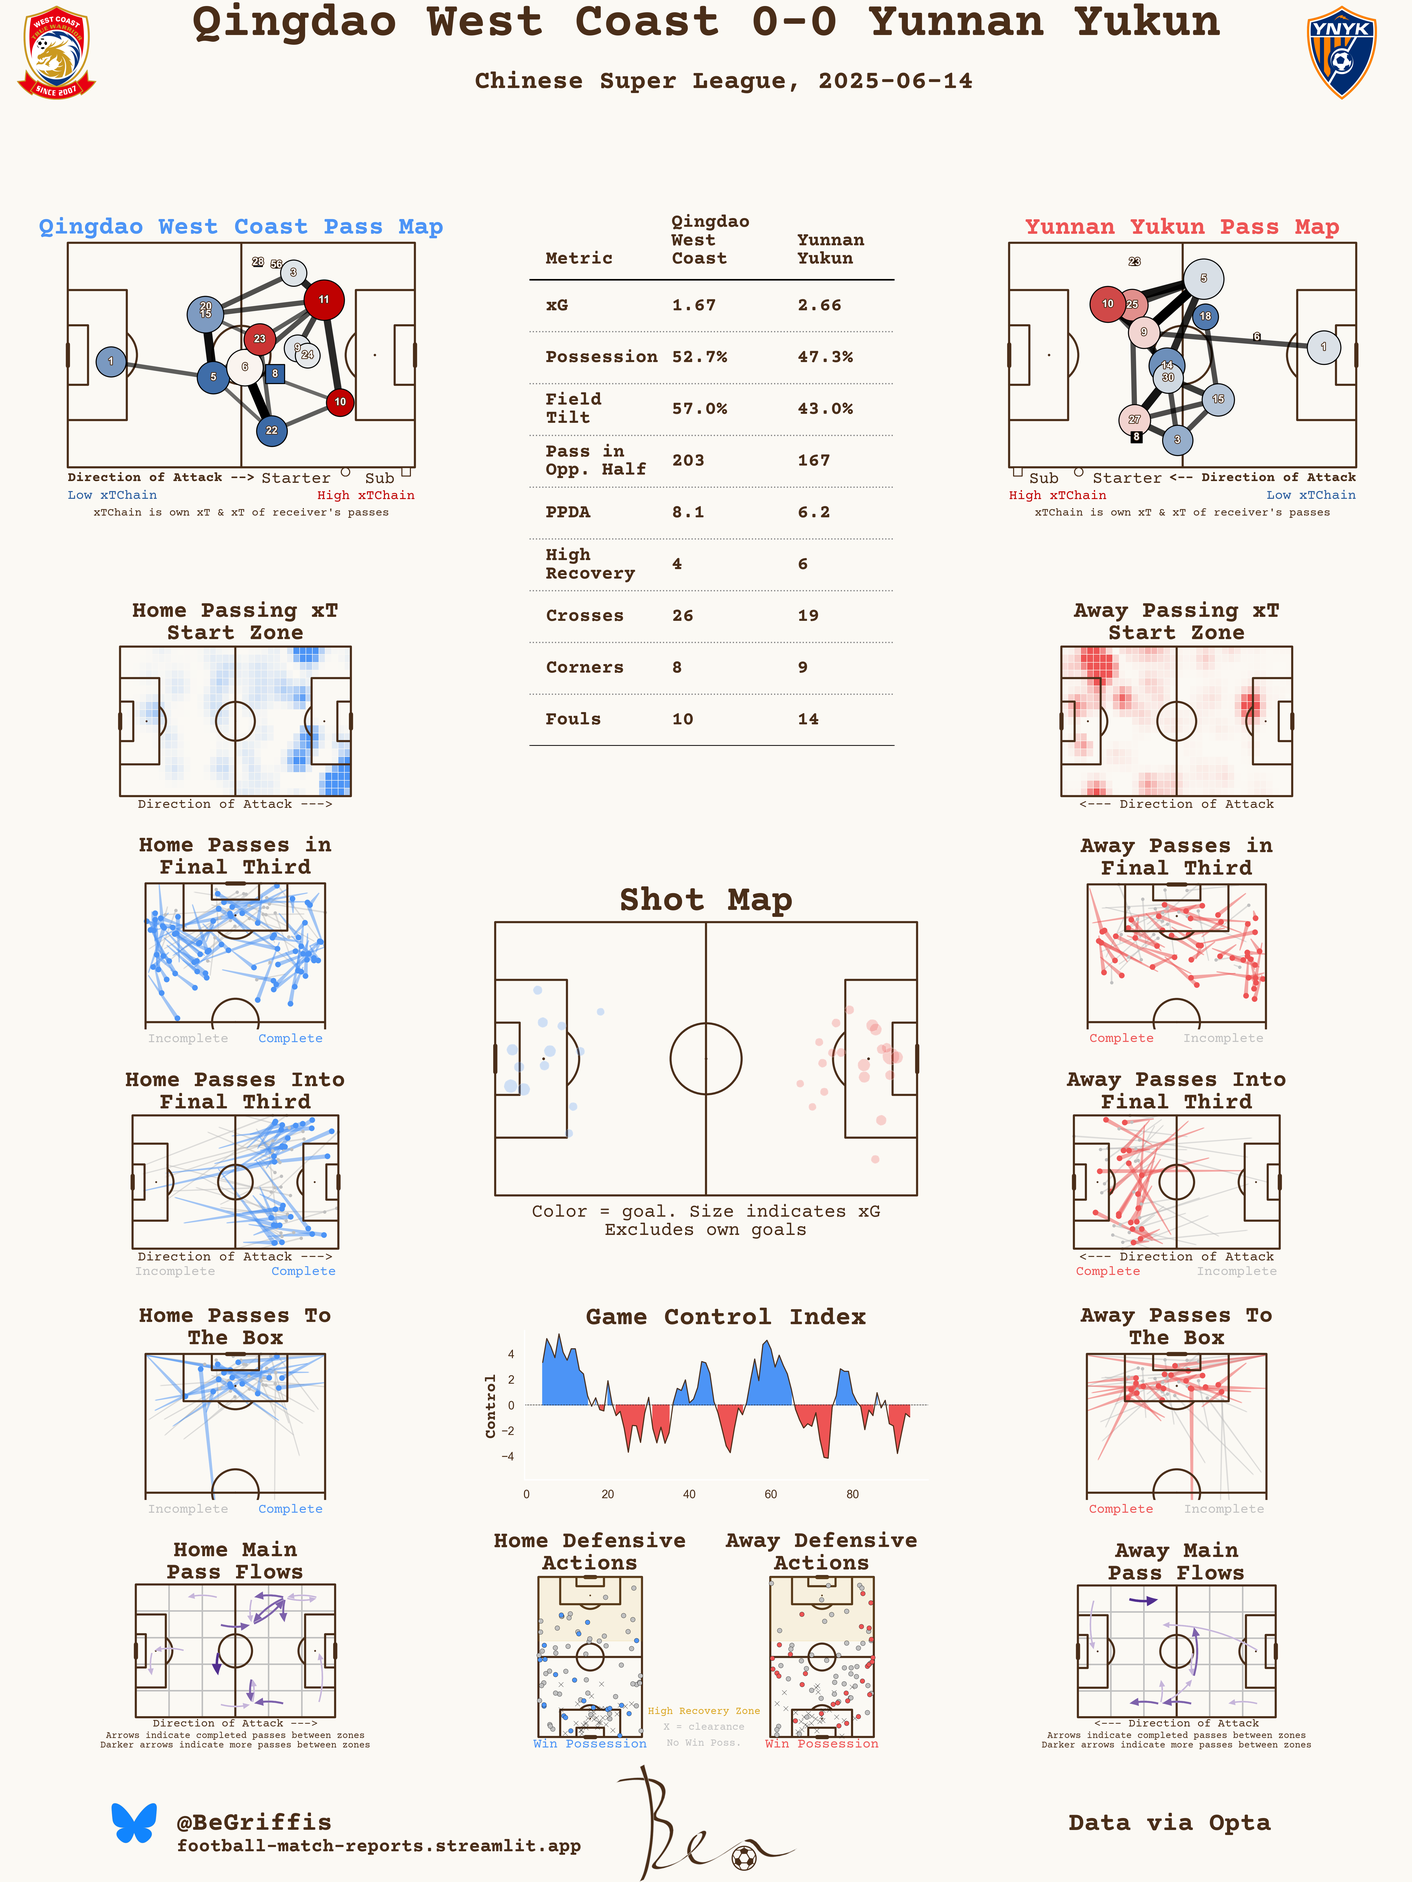 Qingdao West Coast 0-0 Yunnan Yukun
Chinese Super League, 2025-06-14
WEST COAST
TRUE WARRIOR
SINCE 2007
YNYK
Qingdao West Coast Pass Map
28
56
3
11
20
15
23
9
24
1
5
6
8
10
22
Direction of Attack --> Starter Sub
Low xTChain High xTChain
xTChain is own xT & xT of receiver's passes
Metric Qingdao West Coast Yunnan Yukun
xG 1.67 2.66
Possession 52.7% 47.3%
Field Tilt 57.0% 43.0%
Pass in Opp. Half 203 167
PPDA 8.1 6.2
High Recovery 4 6
Crosses 26 19
Corners 8 9
Fouls 10 14
Yunnan Yukun Pass Map
23
5
10
25
18
9
6
1
14
30
15
27
8
3
Sub Starter <-- Direction of Attack
High xTChain Low xTChain
xTChain is own xT & xT of receiver's passes
Home Passing xT
Start Zone
Direction of Attack --->
Away Passing xT
Start Zone
<--- Direction of Attack
Home Passes in
Final Third
Incomplete Complete
Away Passes in
Final Third
Complete Incomplete
Shot Map
Color = goal. Size indicates xG
Excludes own goals
Home Passes Into
Final Third
Direction of Attack --->
Incomplete Complete
Away Passes Into
Final Third
<--- Direction of Attack
Complete Incomplete
Home Passes To
The Box
Incomplete Complete
Game Control Index
Control
4
2
0
−2
−4
0 20 40 60 80
Away Passes To
The Box
Complete Incomplete
Home Main
Pass Flows
Direction of Attack --->
Arrows indicate completed passes between zones
Darker arrows indicate more passes between zones
Home Defensive
Actions
Win Possession
High Recovery Zone
X = clearance
No Win Poss.
Away Defensive
Actions
Win Possession
Away Main
Pass Flows
<--- Direction of Attack
Arrows indicate completed passes between zones
Darker arrows indicate more passes between zones
@BeGriffis
football-match-reports.streamlit.app
Ben
Data via Opta